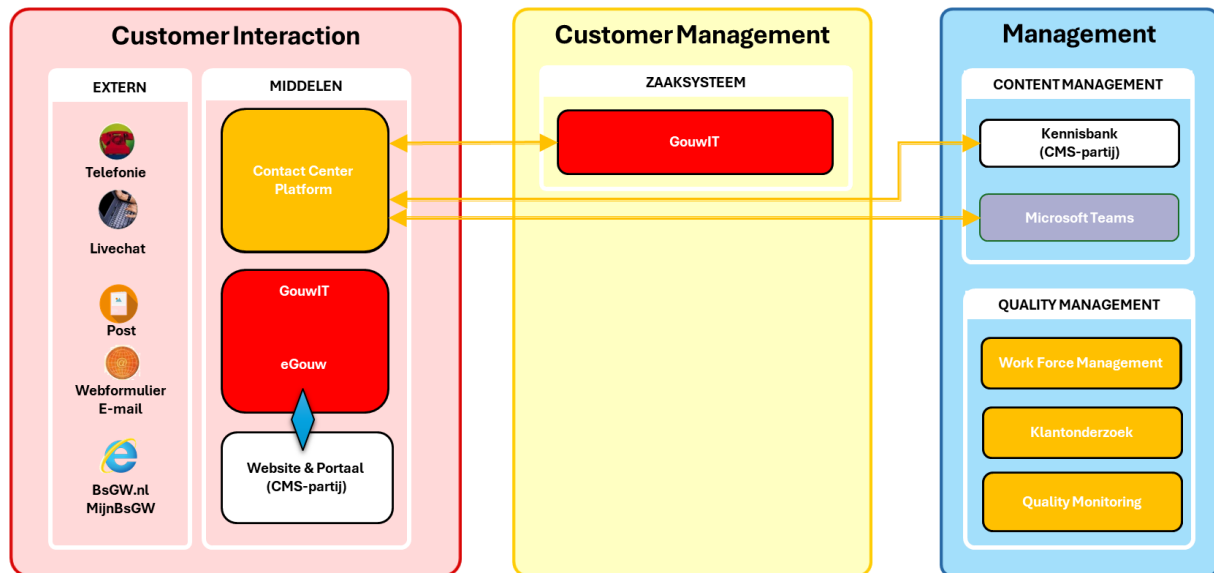 Customer Interaction
EXTERN
Telefonie
Livechat
Post
Webformulier
E-mail
BsGW.nl
MijnBsGW
MIDDELEN
Contact Center
Platform
GouwIT
eGouw
Website & Portaal
(CMS-partij)
Customer Management
ZAAKSYSTEEM
GouwIT
Management
CONTENT MANAGEMENT
Kennisbank
(CMS-partij)
Microsoft Teams
QUALITY MANAGEMENT
Work Force Management
Klantonderzoek
Quality Monitoring